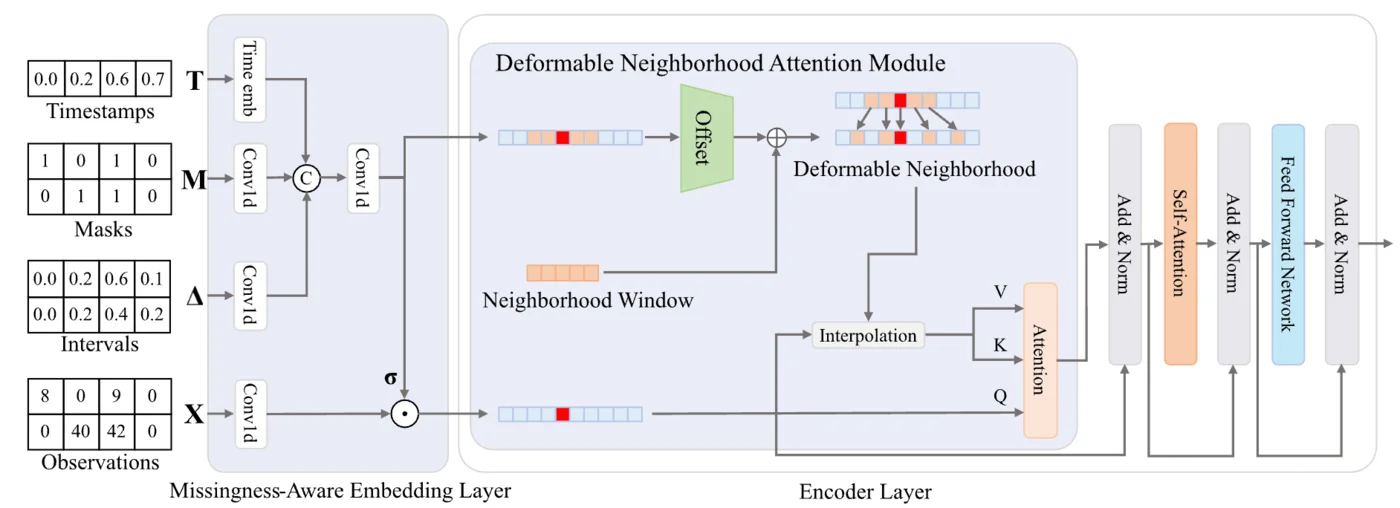 0.0 0.2 0.6 0.7
Timestamps
T
Time emb
1 0 1 0
0 1 1 0
Masks
M
Conv1d
C
Conv1d
0.0 0.2 0.6 0.1
0.0 0.2 0.4 0.2
Intervals
Δ
Conv1d
8 0 9 0
0 40 42 0
Observations
X
Conv1d
σ
Missingness-Aware Embedding Layer
Deformable Neighborhood Attention Module
Offset
Deformable Neighborhood
Neighborhood Window
Interpolation
V
K
Q
Attention
Add & Norm
Self-Attention
Add & Norm
Feed Forward Network
Add & Norm
Encoder Layer